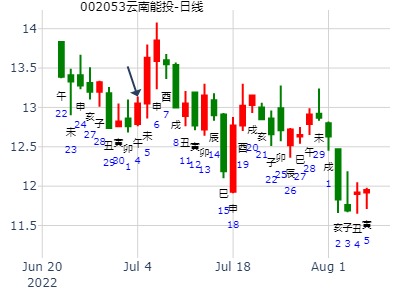 002053云南能投-日线
14
13.5
13
12.5
12
11.5
午
22
未
23
申
24
亥
27
子
28
丑
29
寅
30
卯
1
午
4
未
5
申
6
酉
7
戌
8
丑
11
寅
12
卯
13
辰
14
巳
15
申
18
酉
19
戌
20
亥
21
子
22
卯
25
辰
26
巳
27
午
28
未
29
戌
1
亥
2
子
3
丑
4
寅
5
Jun 20
2022
Jul 4
Jul 18
Aug 1